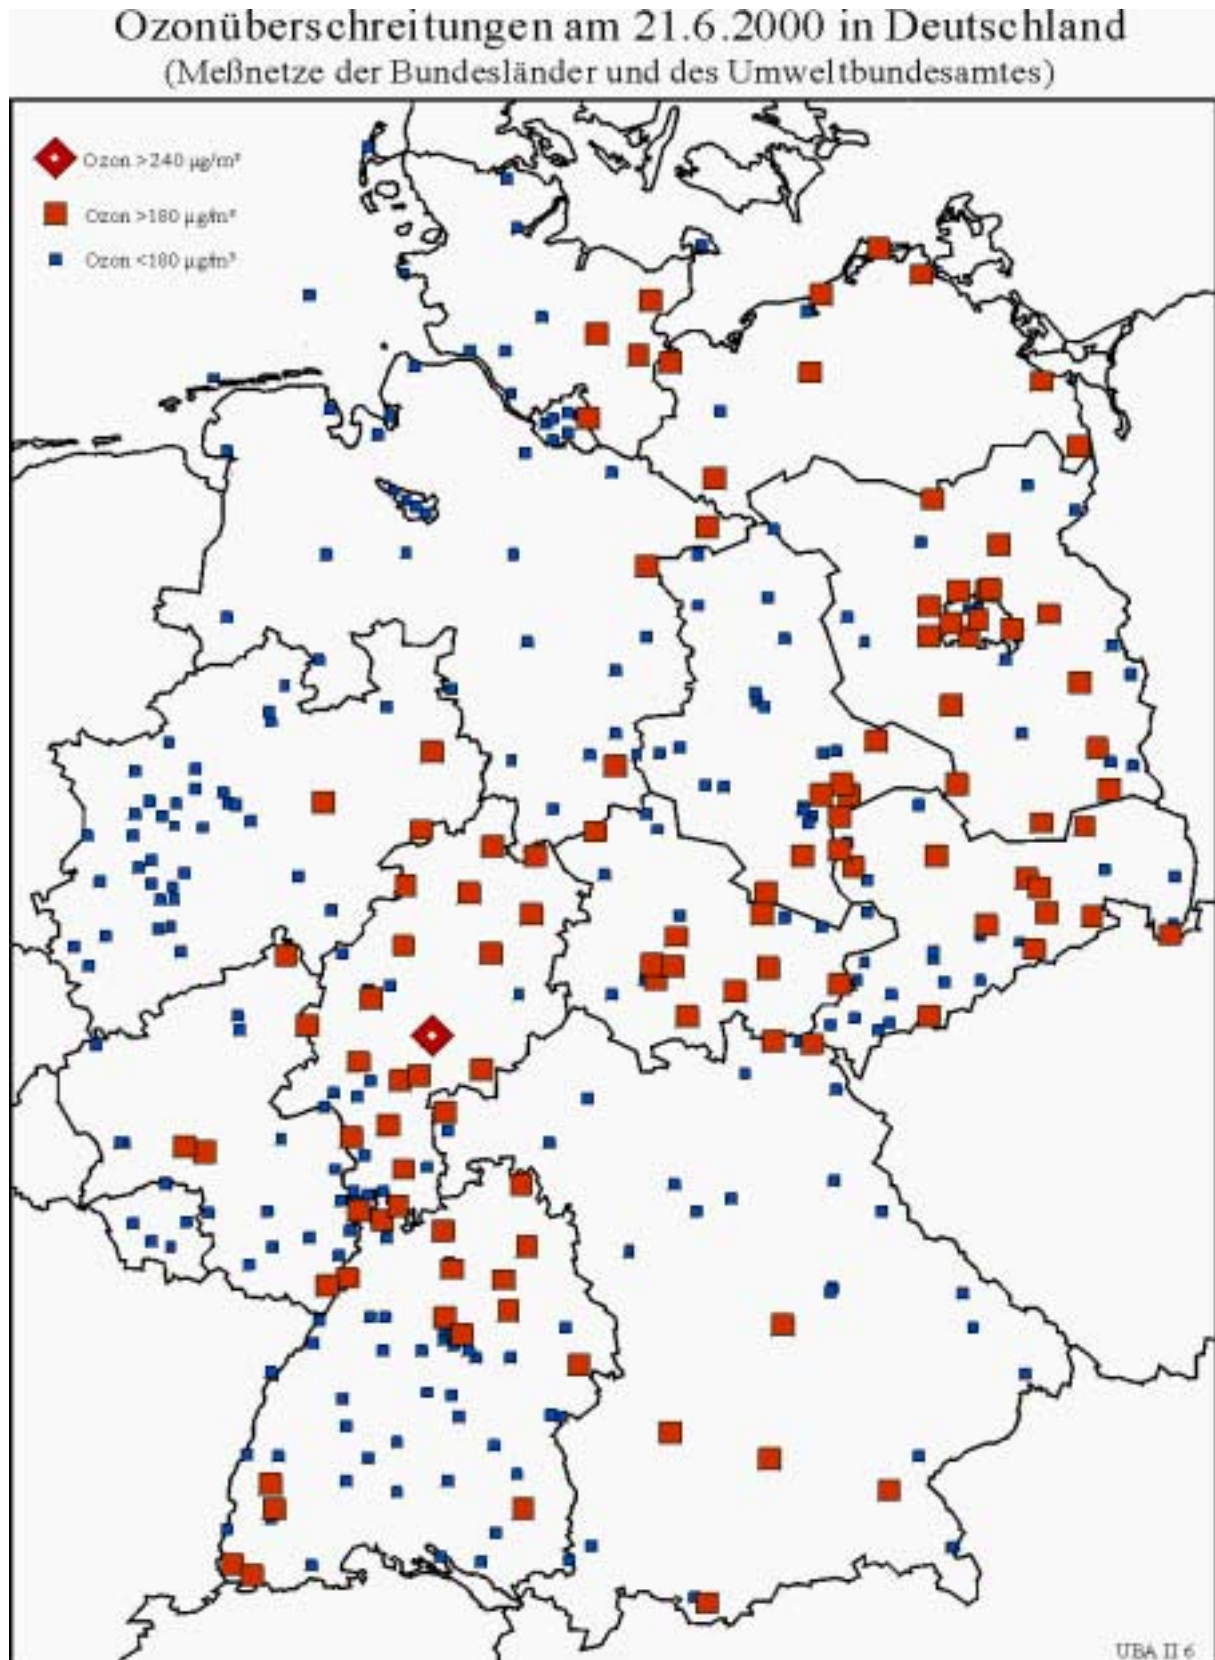 Ozonüberschreitungen am 21.6.2000 in Deutschland
(Meßnetze der Bundesländer und des Umweltbundesamtes)
Ozon >240 µg/m³
Ozon >180 µg/m³
Ozon <180 µg/m³
UBA II 6